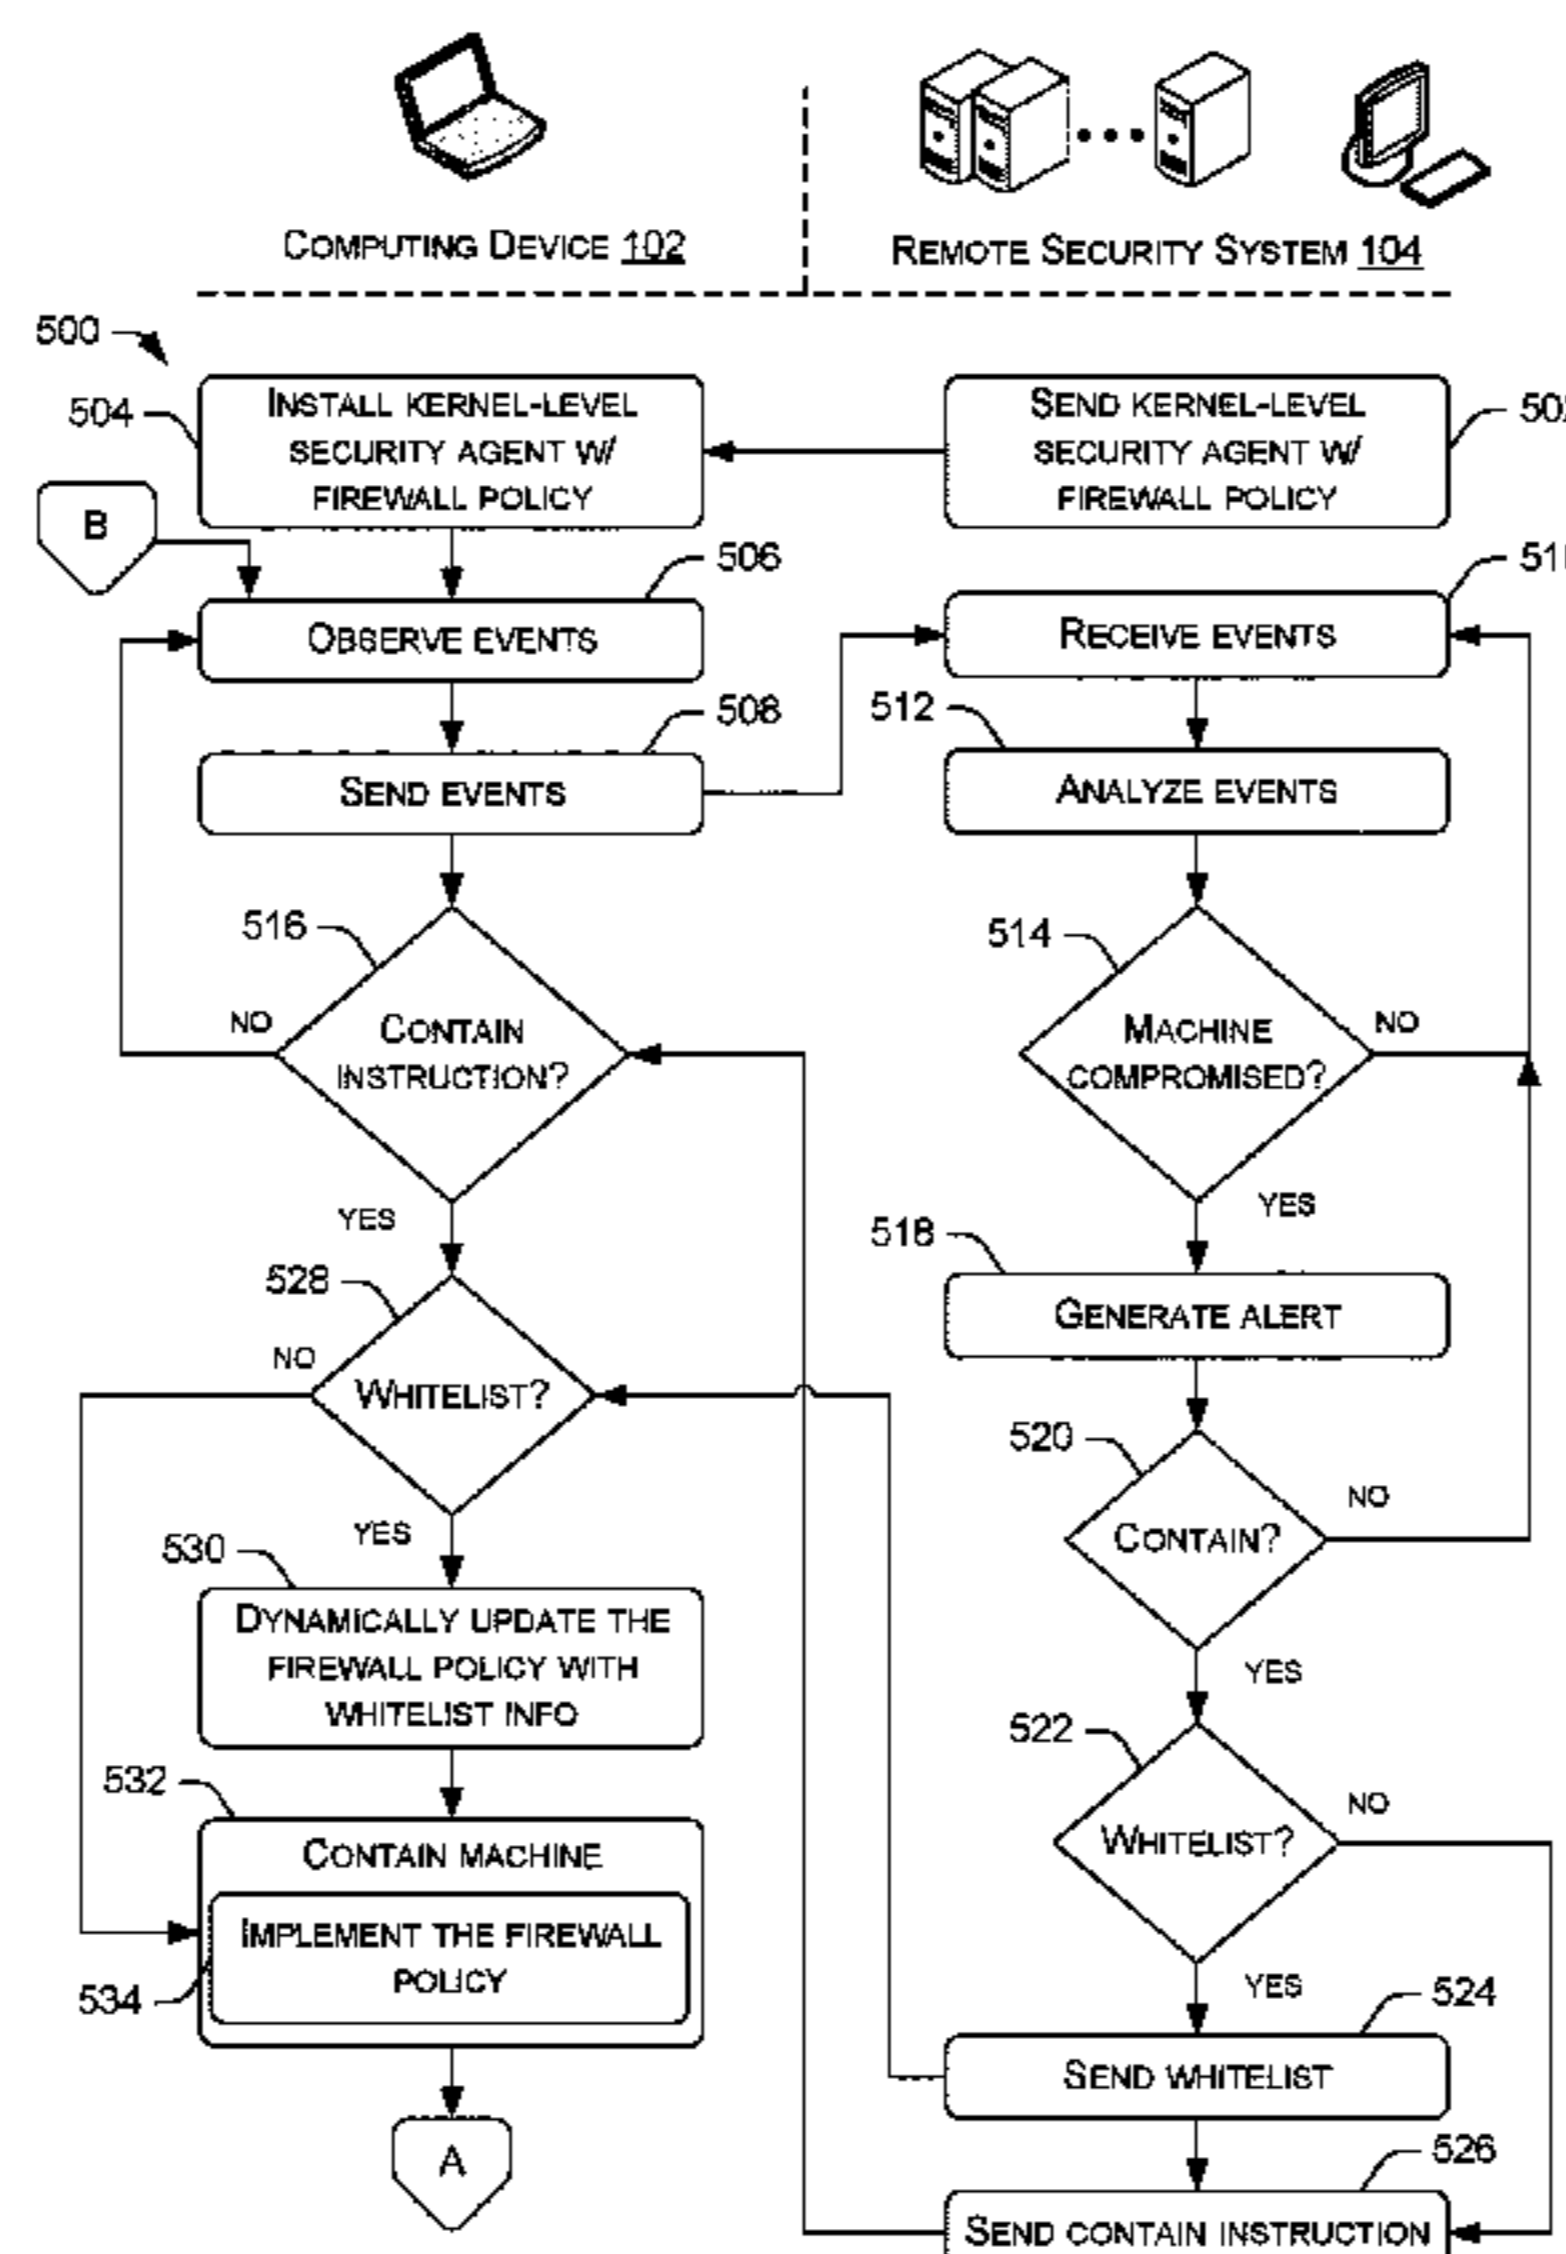 COMPUTING DEVICE 102
REMOTE SECURITY SYSTEM 104
500
504
INSTALL KERNEL-LEVEL
SECURITY AGENT W/
FIREWALL POLICY
SEND KERNEL-LEVEL
SECURITY AGENT W/
FIREWALL POLICY
B
506
OBSERVE EVENTS
RECEIVE EVENTS
508
SEND EVENTS
512
ANALYZE EVENTS
516
CONTAIN
INSTRUCTION?
NO
YES
514
MACHINE
COMPROMISED?
NO
YES
518
GENERATE ALERT
528
WHITELIST?
NO
YES
520
CONTAIN?
NO
YES
530
DYNAMICALLY UPDATE THE
FIREWALL POLICY WITH
WHITELIST INFO
522
WHITELIST?
NO
YES
532
CONTAIN MACHINE
IMPLEMENT THE FIREWALL
POLICY
534
524
SEND WHITELIST
A
526
SEND CONTAIN INSTRUCTION